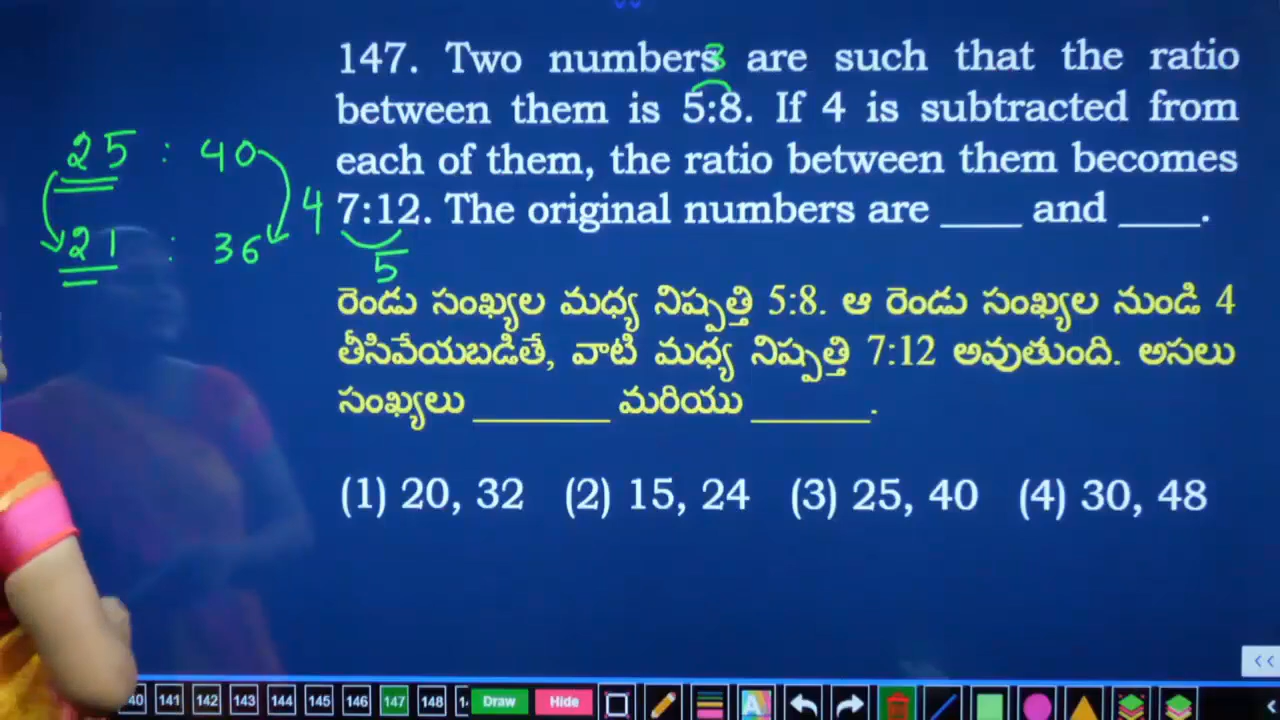 147. Two numbers are such that the ratio
between them is 5:8. If 4 is subtracted from
each of them, the ratio between them becomes
7:12. The original numbers are ____ and ____.
3
25 : 40
21 : 36
4
5
రెండు సంఖ్యల మధ్య నిష్పత్తి 5:8. ఆ రెండు సంఖ్యల నుండి 4
తీసివేయబడితే, వాటి మధ్య నిష్పత్తి 7:12 అవుతుంది. అసలు
సంఖ్యలు ____ మరియు ____.
(1) 20, 32 (2) 15, 24 (3) 25, 40 (4) 30, 48
<<
40 141 142 143 144 145 146 147 148 Draw Hide A <